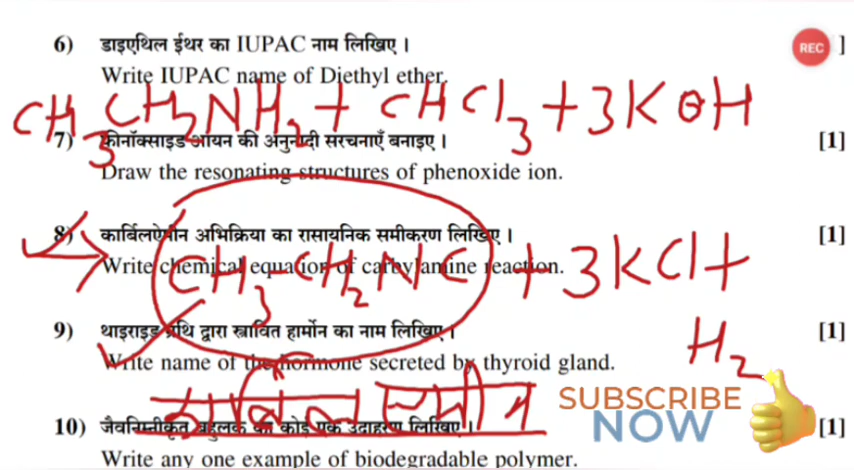 6) डाइएथिल ईथर का IUPAC नाम लिखिए । ]
REC
Write IUPAC name of Diethyl ether.
CH3CH2NH2 + CHCl3 + 3KOH
7) फ़ीनॉक्साइड आयन की अनुनादी संरचनाएँ बनाइए । [1]
Draw the resonating structures of phenoxide ion.
8) कार्बिलऐमीन अभिक्रिया का रासायनिक समीकरण लिखिए । [1]
Write chemical equation of carbylamine reaction.
CH3-CH2NC + 3KCl +
H2
9) थाइराइड ग्रंथि द्वारा स्त्रावित हार्मोन का नाम लिखिए । [1]
Write name of the hormone secreted by thyroid gland.
SUBSCRIBE
NOW
10) जैवनिम्नीकृत बहुलक का कोई एक उदाहरण लिखिए । [1]
Write any one example of biodegradable polymer.